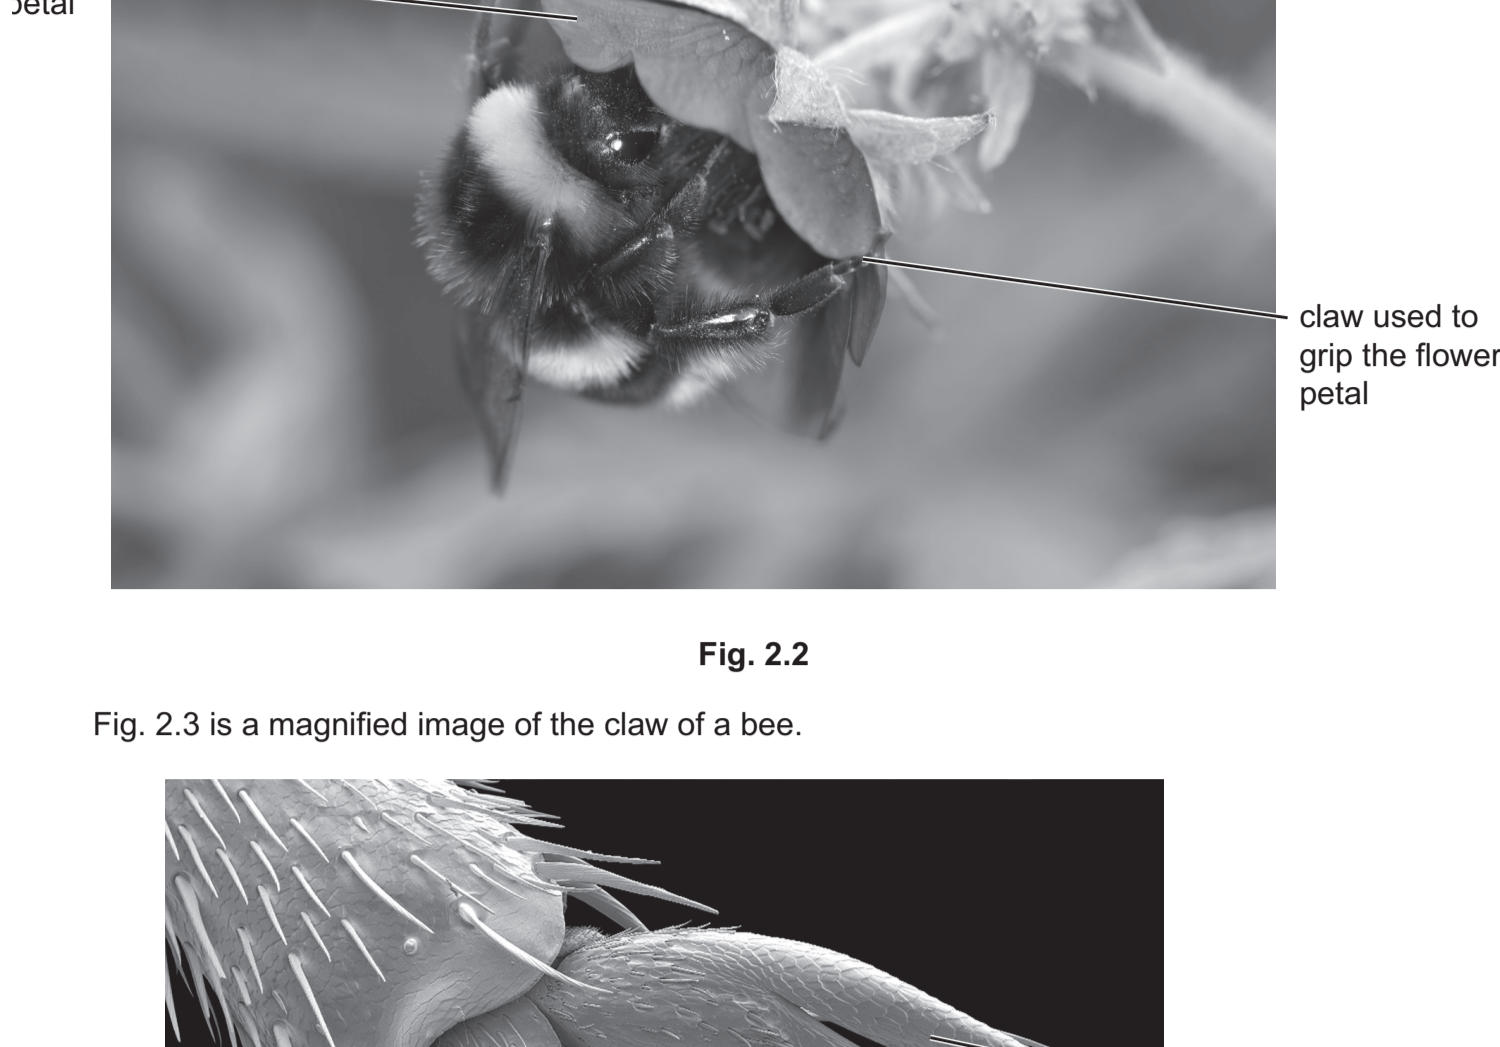 petal
claw used to
grip the flower
petal
Fig. 2.2
Fig. 2.3 is a magnified image of the claw of a bee.